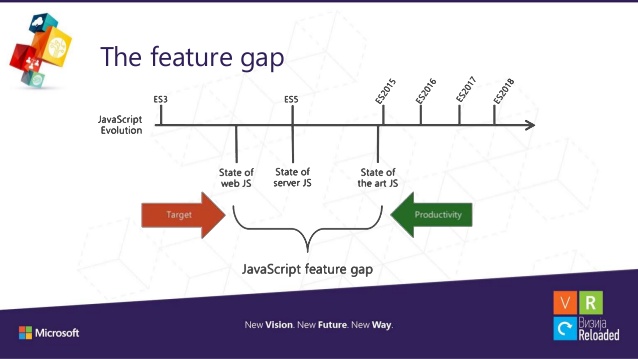 The feature gap
ES3
ES5
ES2015
ES2016
ES2017
ES2018
JavaScript
Evolution
State of
web JS
State of
server JS
State of
the art JS
Target
Productivity
JavaScript feature gap
New Vision. New Future. New Way.
Microsoft
V R
Визија
Reloaded